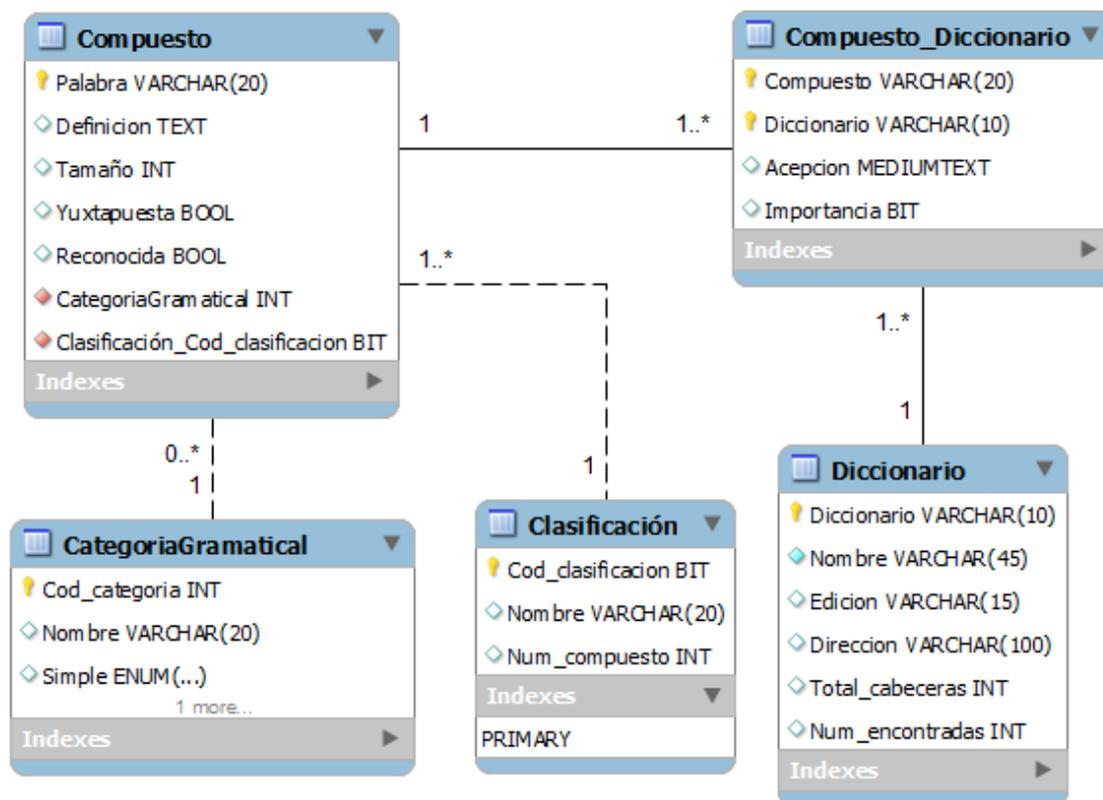 Compuesto
Palabra VARCHAR(20)
Definicion TEXT
Tamaño INT
Yuxtapuesta BOOL
Reconocida BOOL
CategoriaGramatical INT
Clasificación_Cod_clasificacion BIT
Indexes
1
1..*
Compuesto_Diccionario
Compuesto VARCHAR(20)
Diccionario VARCHAR(10)
Acepcion MEDIUMTEXT
Importancia BIT
Indexes
1..*
1
0..*
1
1..*
1
CategoriaGramatical
Cod_categoria INT
Nombre VARCHAR(20)
Simple ENUM(...)
1 more...
Indexes
Clasificación
Cod_clasificacion BIT
Nombre VARCHAR(20)
Num_compuesto INT
Indexes
PRIMARY
Diccionario
Diccionario VARCHAR(10)
Nombre VARCHAR(45)
Edicion VARCHAR(15)
Direccion VARCHAR(100)
Total_cabeceras INT
Num_encontradas INT
Indexes